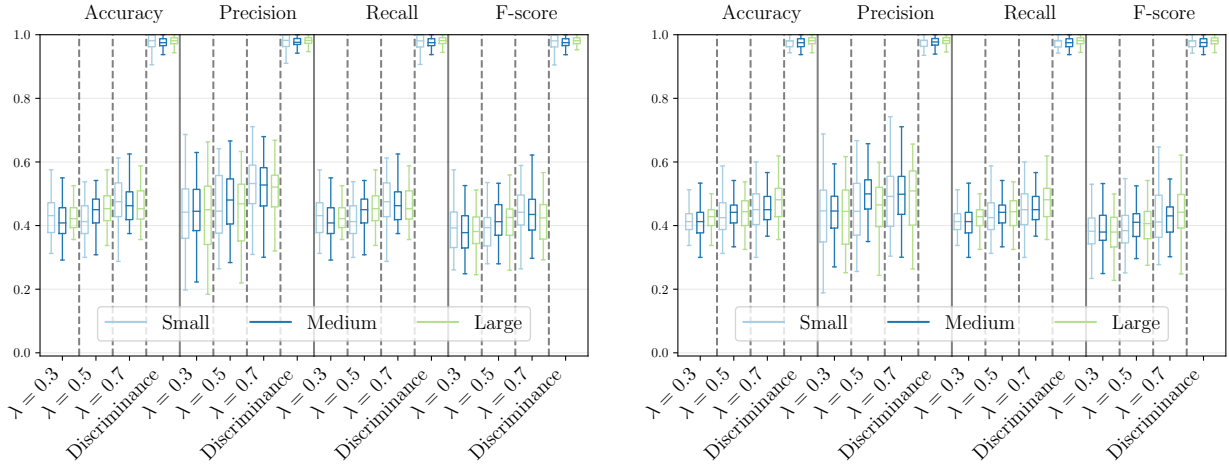 Accuracy Precision Recall F-score
1.0
0.8
0.6
0.4
0.2
0.0
Small Medium Large
λ = 0.3 λ = 0.5 λ = 0.7 Discriminance λ = 0.3 λ = 0.5 λ = 0.7 Discriminance λ = 0.3 λ = 0.5 λ = 0.7 Discriminance λ = 0.3 λ = 0.5 λ = 0.7 Discriminance
Accuracy Precision Recall F-score
1.0
0.8
0.6
0.4
0.2
0.0
Small Medium Large
λ = 0.3 λ = 0.5 λ = 0.7 Discriminance λ = 0.3 λ = 0.5 λ = 0.7 Discriminance λ = 0.3 λ = 0.5 λ = 0.7 Discriminance λ = 0.3 λ = 0.5 λ = 0.7 Discriminance